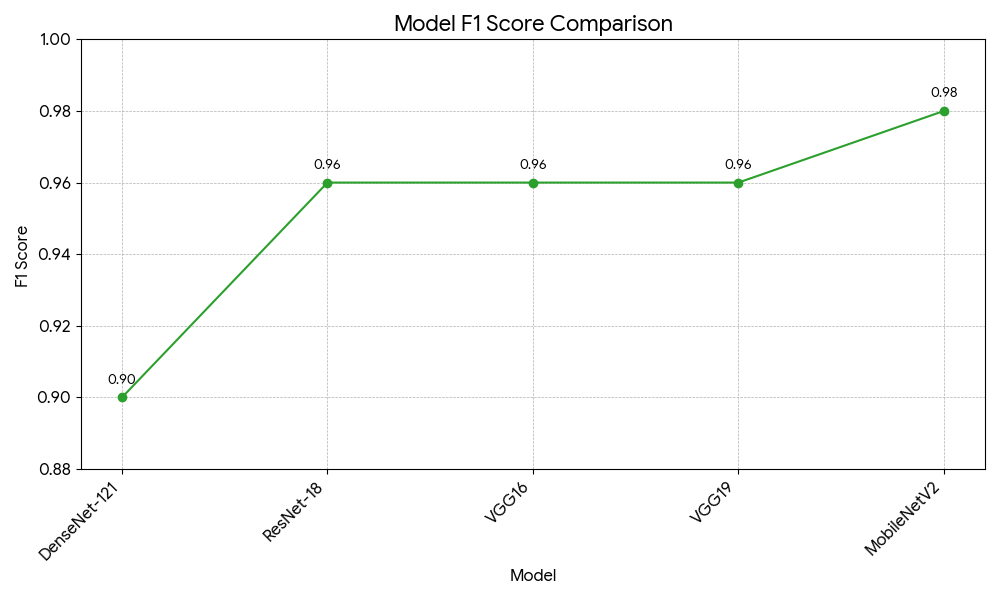 Model F1 Score Comparison
1.00
0.98
0.96
0.94
0.92
0.90
0.88
F1 Score
0.90
0.96
0.96
0.96
0.98
DenseNet-121
ResNet-18
VGG16
VGG19
MobileNetV2
Model